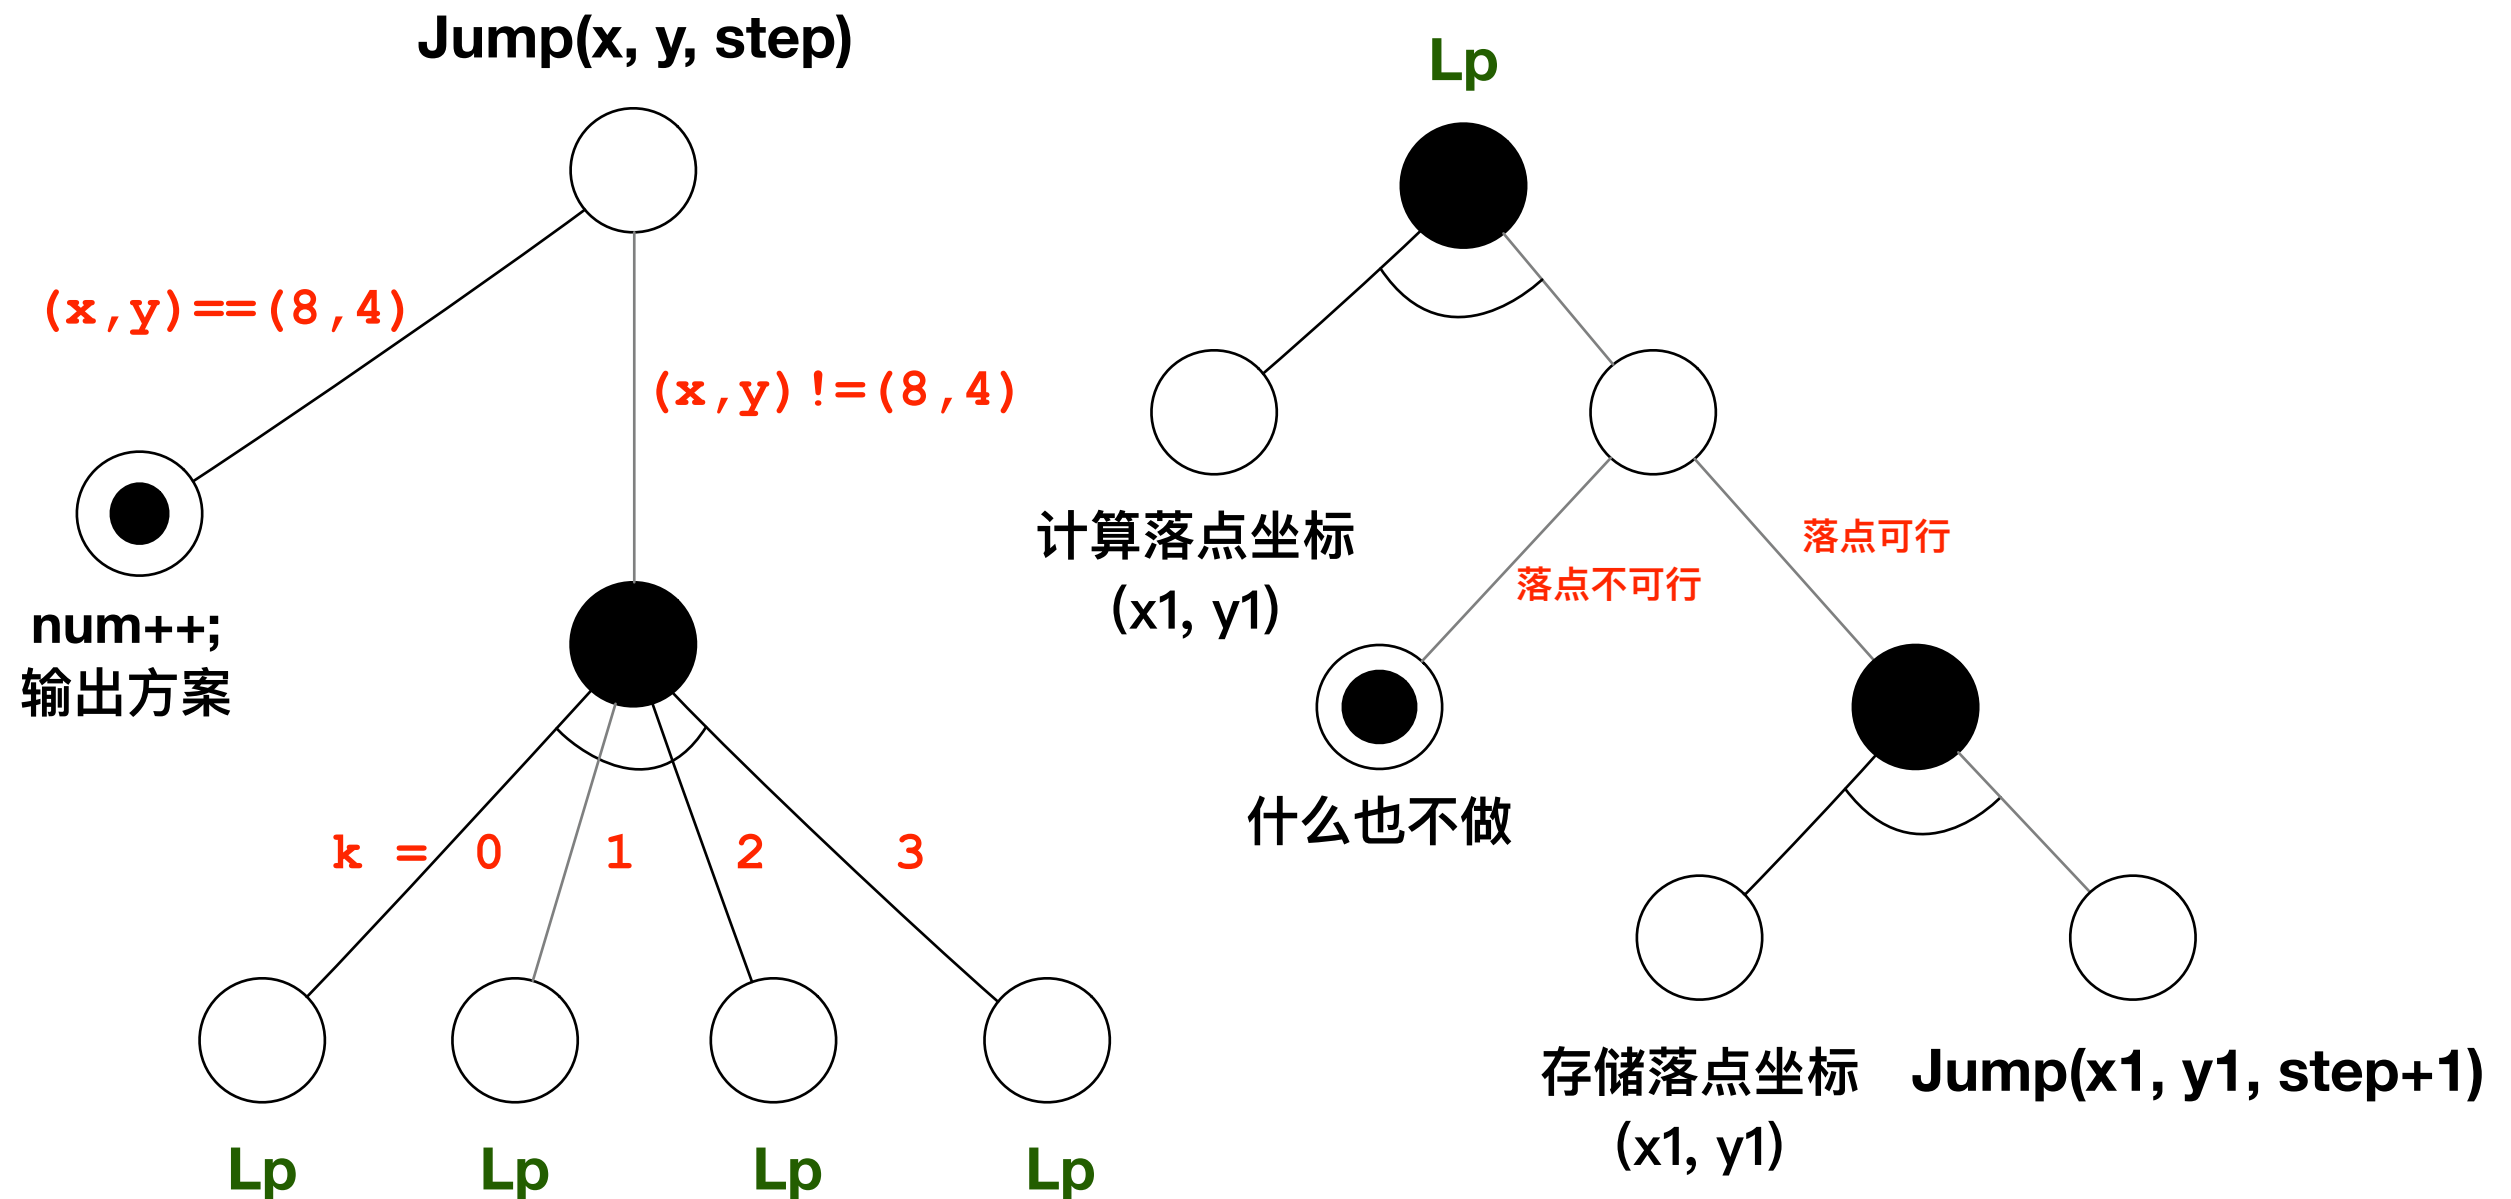 Jump(x, y, step)
(x,y)==(8,4)
(x,y)!=(8,4)
num++;
输出方案
k = 0 1 2 3
Lp Lp Lp Lp
Lp
计算落点坐标
(x1, y1)
落点不可行
落点可行
什么也不做
存储落点坐标
(x1, y1)
Jump(x1, y1, step+1)